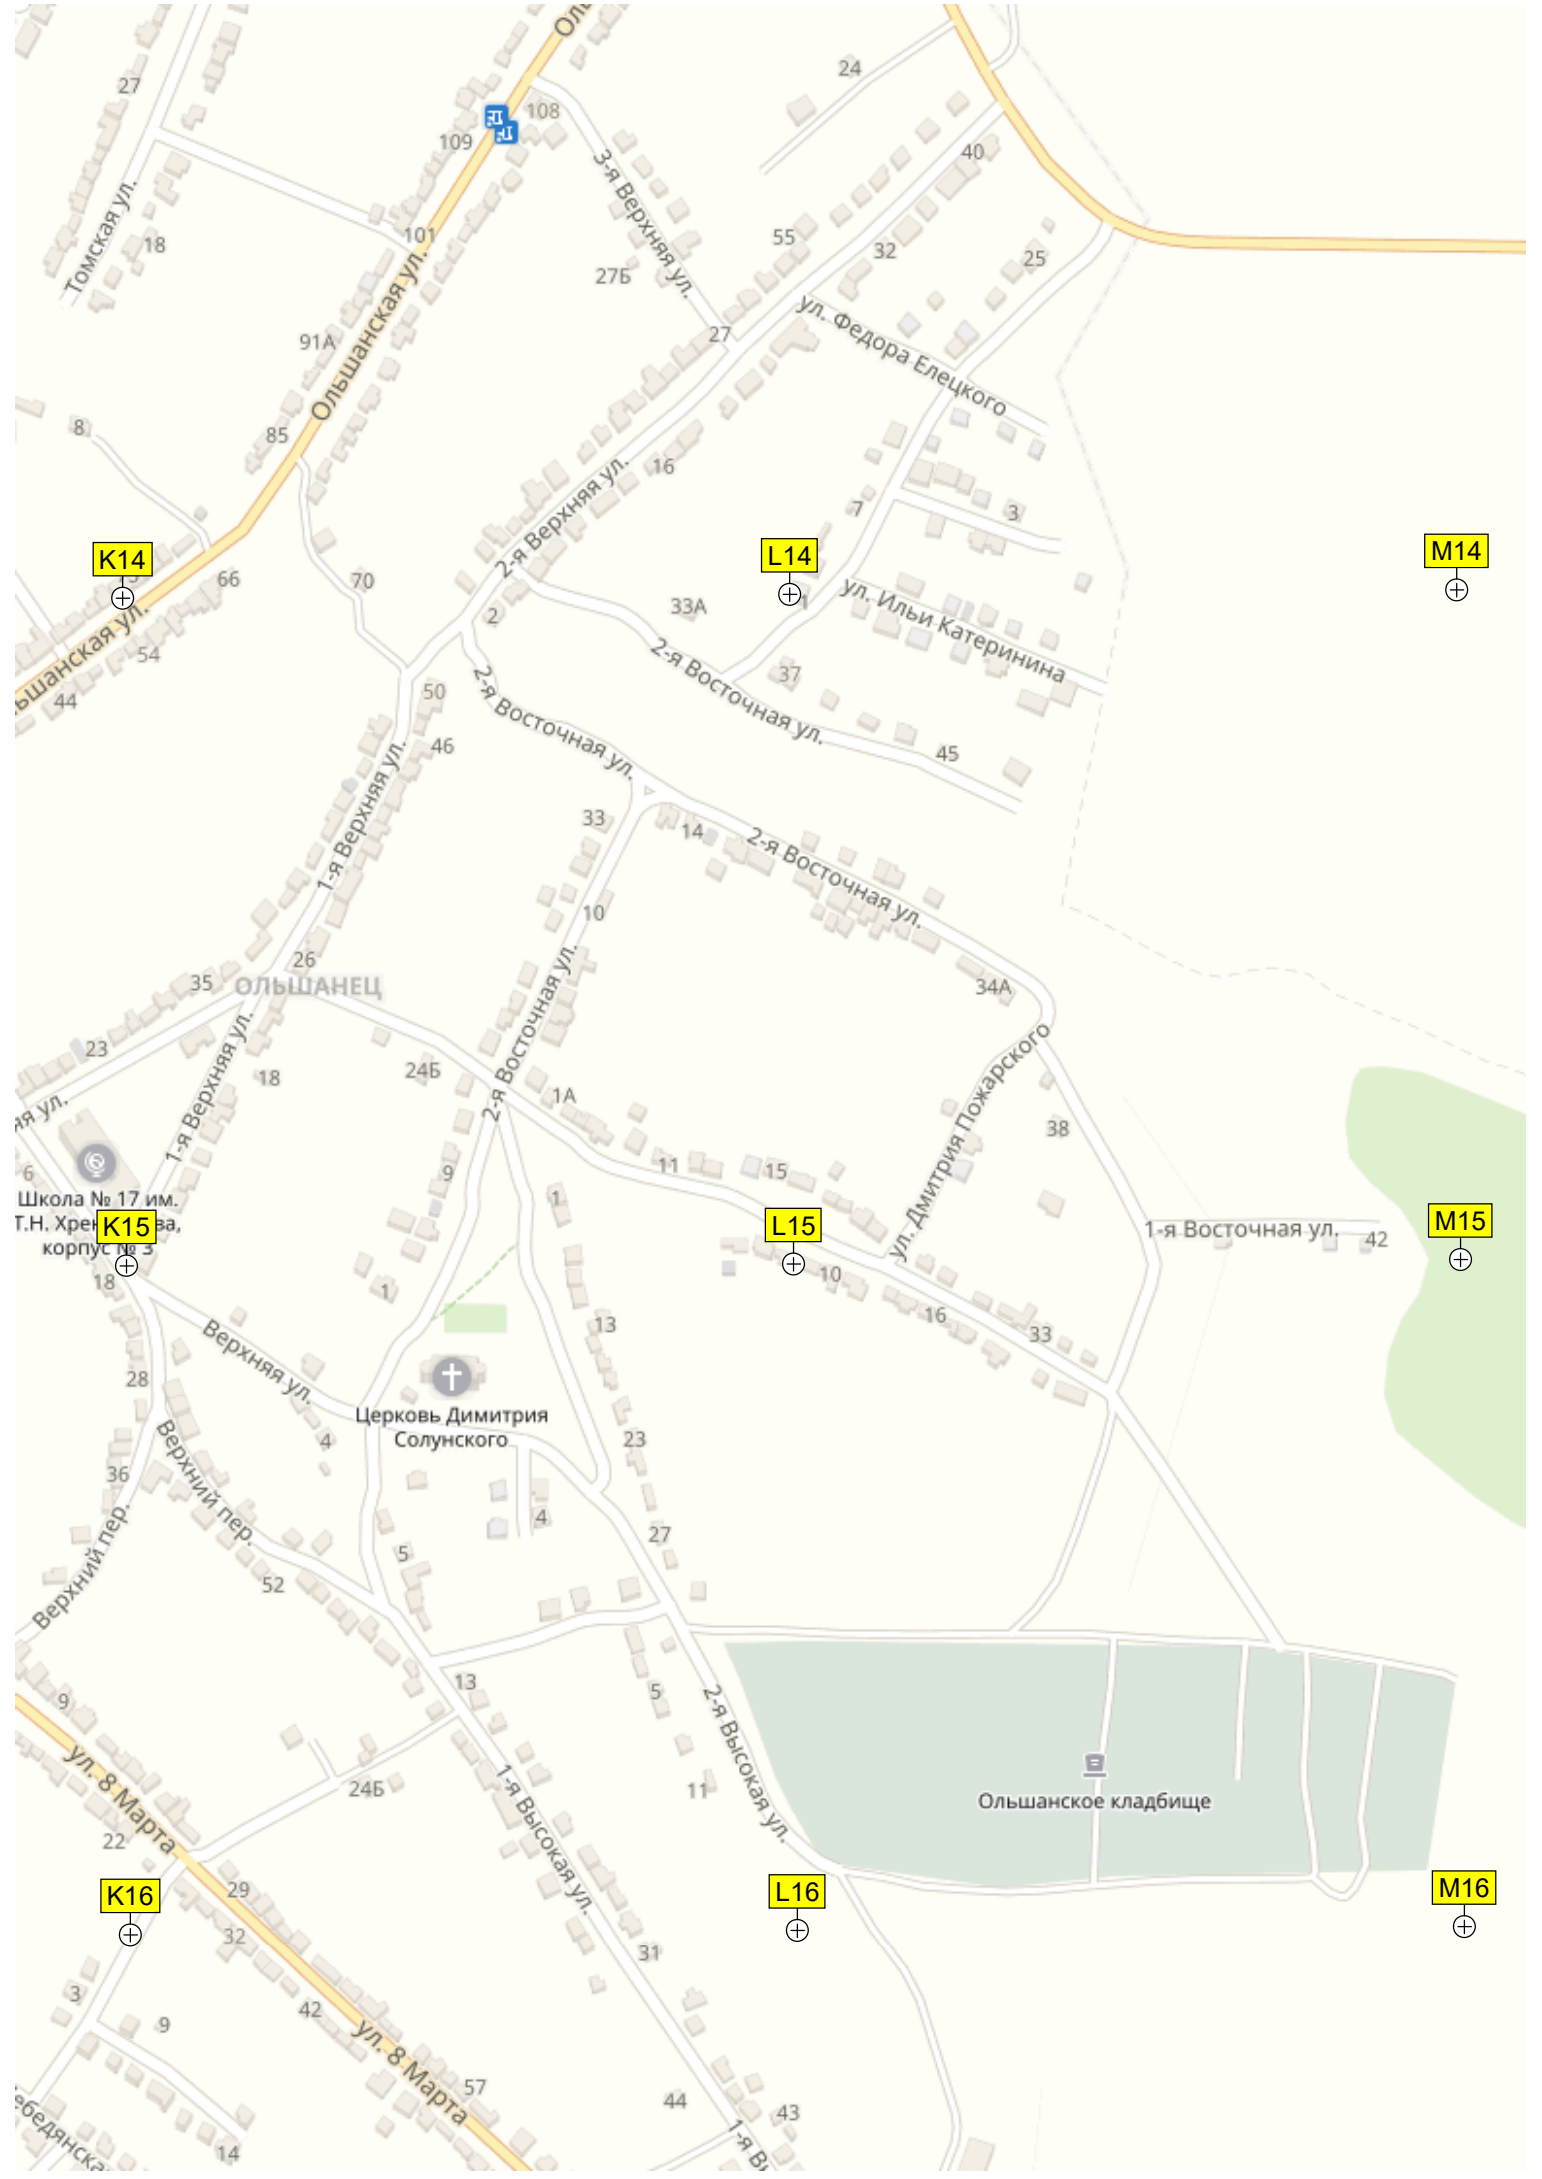 24
27
108
109
40
3-я Верхняя ул.
Томская ул.
18
101
55
32
25
27Б
ул. Федора Елецкого
27
91А
Ольшанская ул.
8
85
16
2-я Верхняя ул.
7
3
K14
L14
M14
66
70
1
ул. Ильи Катеринина
2
33А
54
2-я Восточная ул.
37
44
50
2-я Восточная ул.
46
45
1-я Верхняя ул.
33
14
2-я Восточная ул.
10
26
35
ОЛЬШАНЕЦ
34А
2-я Восточная ул.
23
24Б
18
1А
ул. Дмитрия Пожарского
38
1-я Верхняя ул.
6
9
11
15
1
Школа № 17 им.
K15
корпус № 3
L15
M15
1-я Восточная ул.
42
18
1
10
16
13
33
Верхняя ул.
28
Церковь Димитрия
Солунского
4
23
Верхний пер.
36
4
27
5
Верхний пер.
52
13
9
5
2-я Высокая ул.
ул. 8 Марта
24Б
11
1-я Высокая ул.
Ольшанское кладбище
22
K16
L16
M16
29
32
31
3
42
9
ул. 8 Марта
57
44
43
14